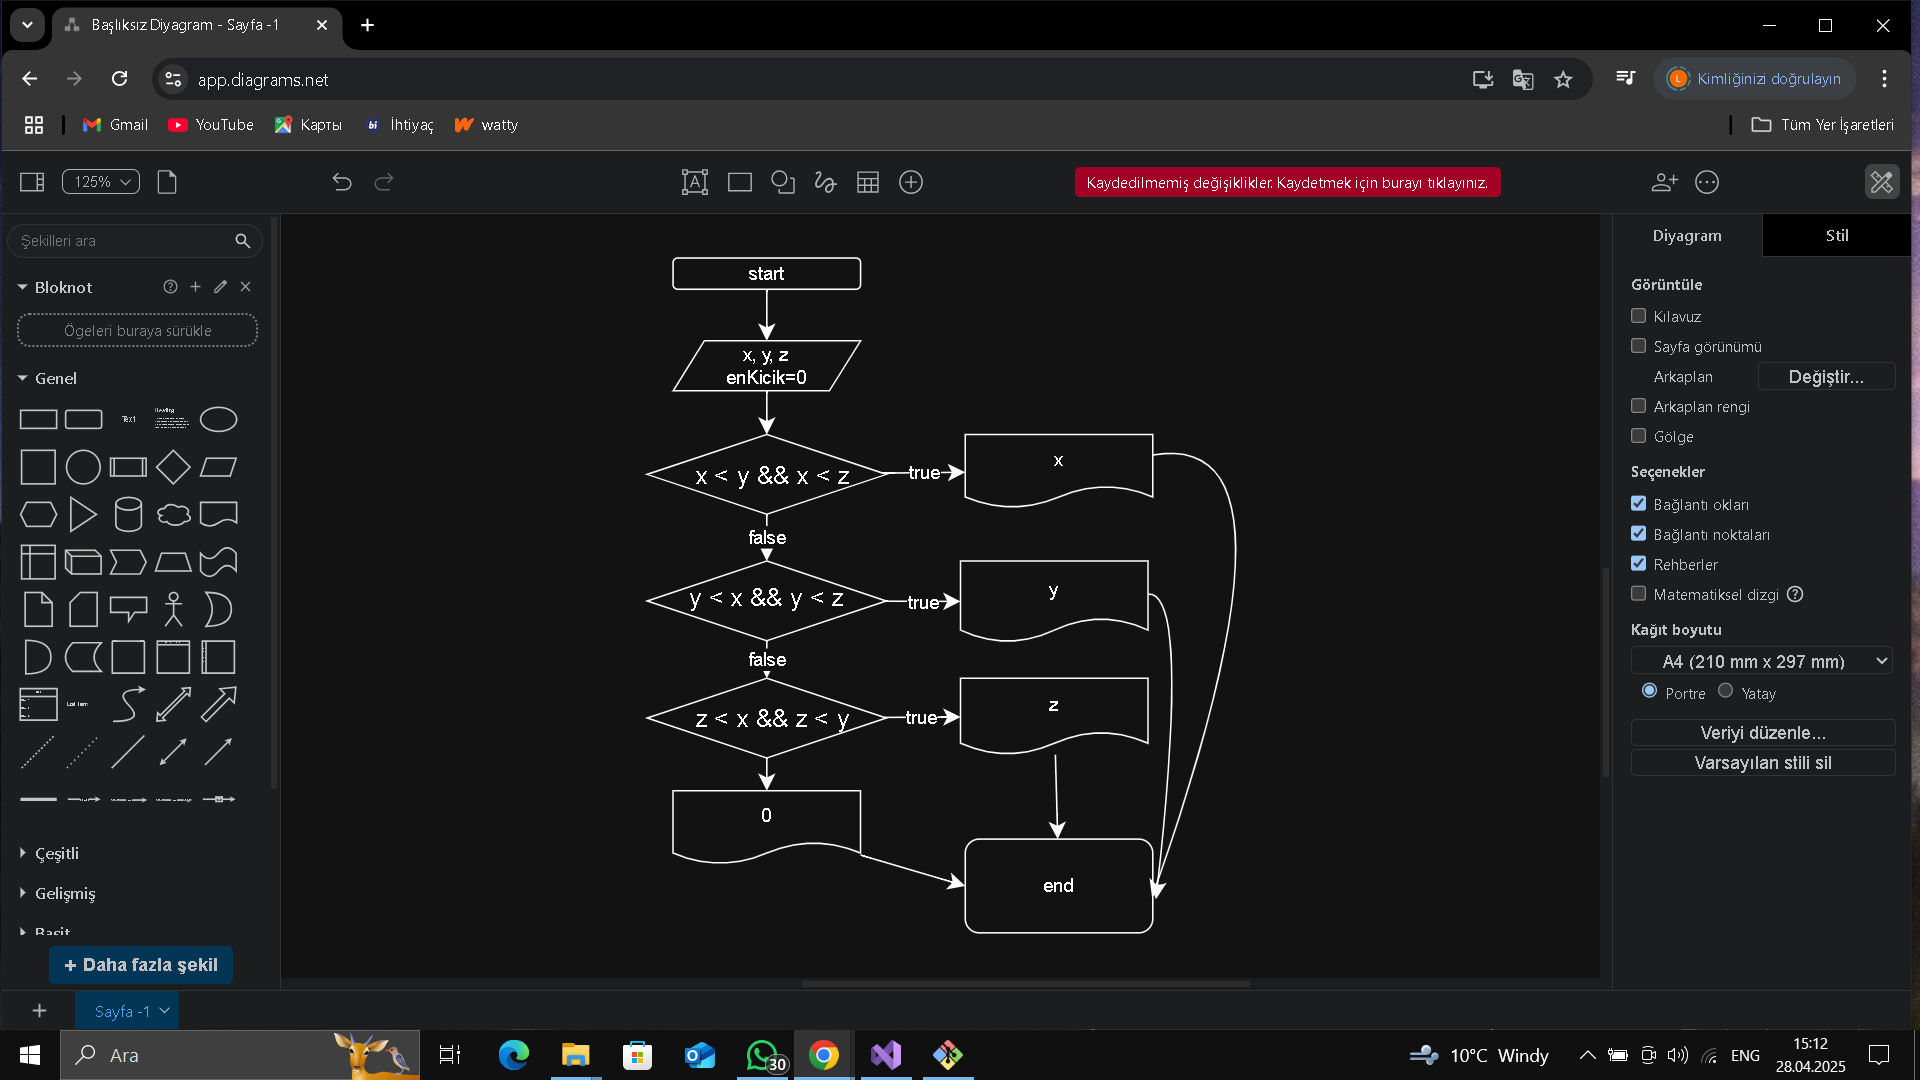 Başlıksız Diyagram - Sayfa -1
app.diagrams.net
L Kimliğinizi doğrulayın
Gmail YouTube Карты bi İhtiyaç watty Tüm Yer İşaretleri
125%
A
Kaydedilmemiş değişiklikler. Kaydetmek için burayı tıklayınız.
Şekilleri ara
Bloknot
Ögeleri buraya sürükle
Genel
Text
Heading
List Item
Çeşitli
Gelişmiş
Basit
+ Daha fazla şekil
start
x, y, z
enKicik=0
x < y && x < z
true
x
false
y < x && y < z
true
y
false
z < x && z < y
true
z
0
end
Diyagram
Stil
Görüntüle
Kılavuz
Sayfa görünümü
Arkaplan
Değiştir...
Arkaplan rengi
Gölge
Seçenekler
Bağlantı okları
Bağlantı noktaları
Rehberler
Matematiksel dizgi
Kağıt boyutu
A4 (210 mm x 297 mm)
Portre Yatay
Veriyi düzenle...
Varsayılan stili sil
Sayfa -1
Ara
30
10°C Windy
ENG
15:12
28.04.2025